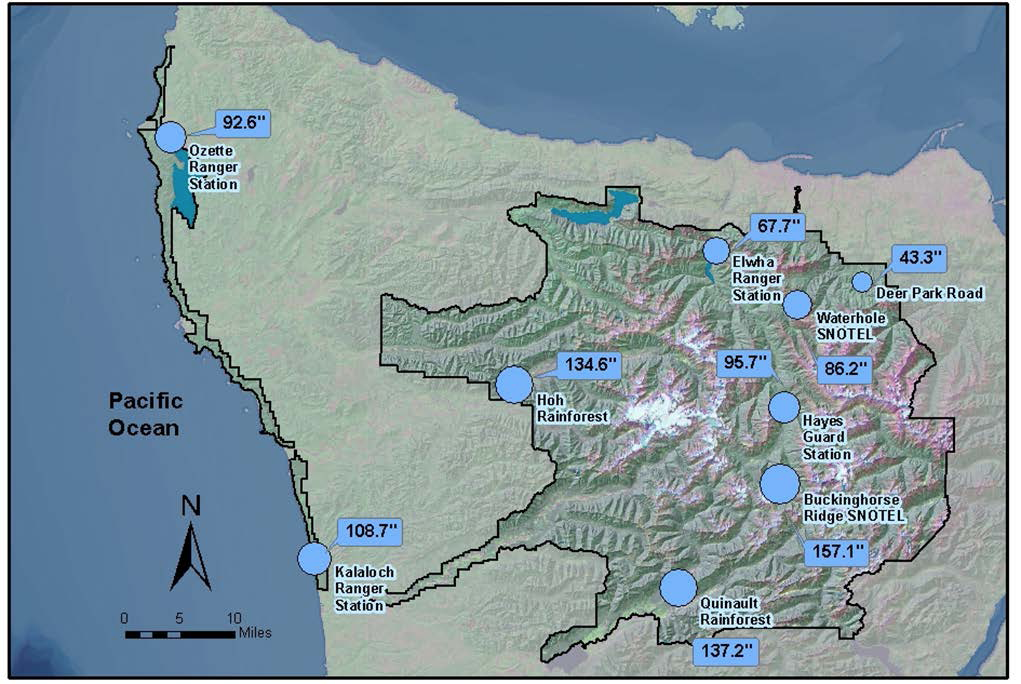 92.6"
Ozette
Ranger
Station
67.7"
Elwha
Ranger
Station
43.3"
Deer Park Road
Waterhole
SNOTEL
86.2"
134.6"
Hoh
Rainforest
95.7"
Hayes
Guard
Station
Pacific
Ocean
Buckinghorse
Ridge SNOTEL
157.1"
N
108.7"
Kalaloch
Ranger
Station
Quinault
Rainforest
137.2"
0 5 10
Miles